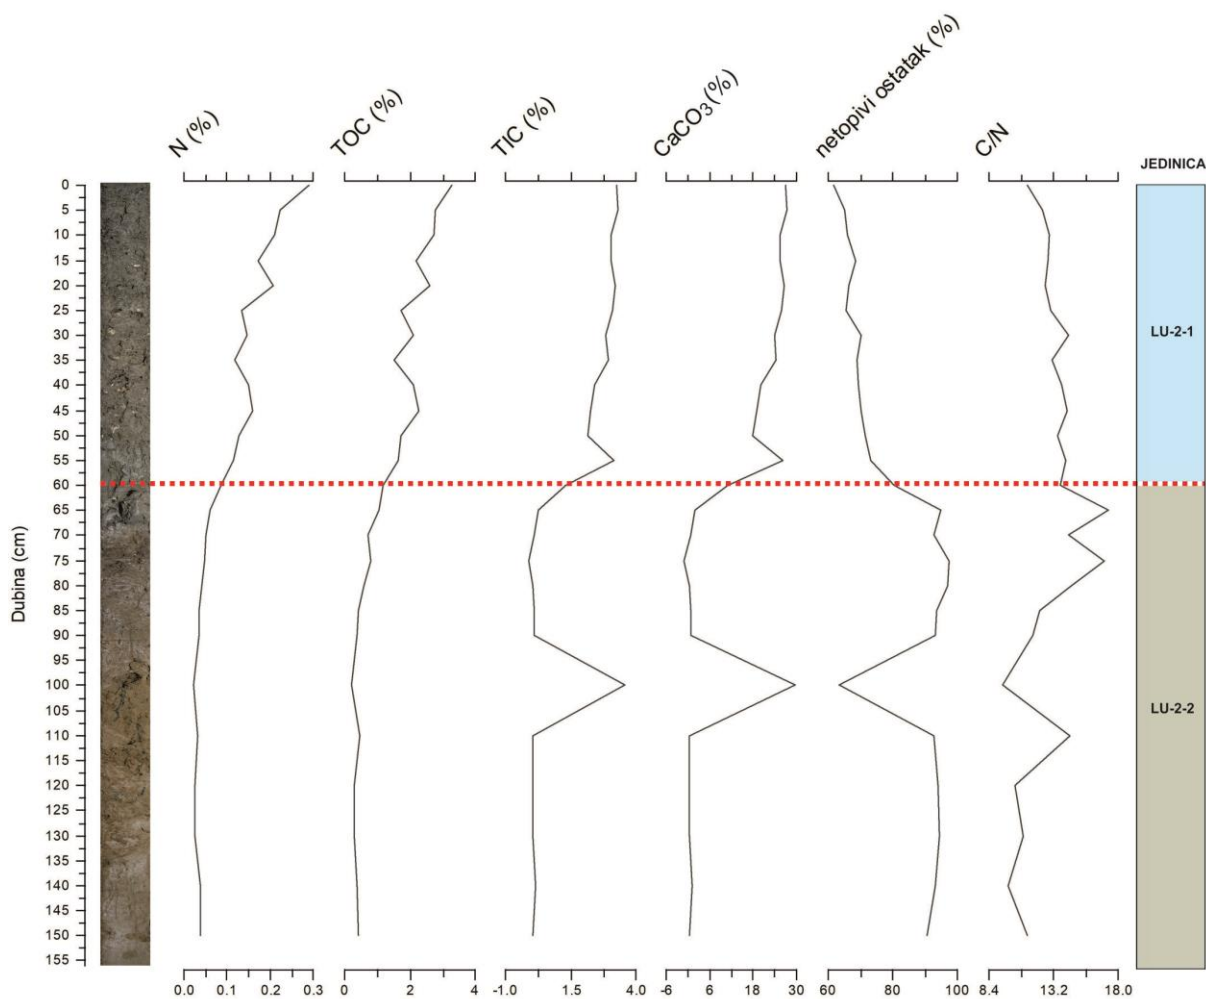 N (%)
TOC (%)
TIC (%)
CaCO₃ (%)
netopivi ostatak (%)
C/N
JEDINICA
Dubina (cm)
0
5
10
15
20
25
30
35
40
45
50
55
60
65
70
75
80
85
90
95
100
105
110
115
120
125
130
135
140
145
150
155
LU-2-1
LU-2-2
0.0 0.1 0.2 0.3
0 2 4
-1.0 1.5 4.0
-6 6 18 30
60 80 100
8.4 13.2 18.0